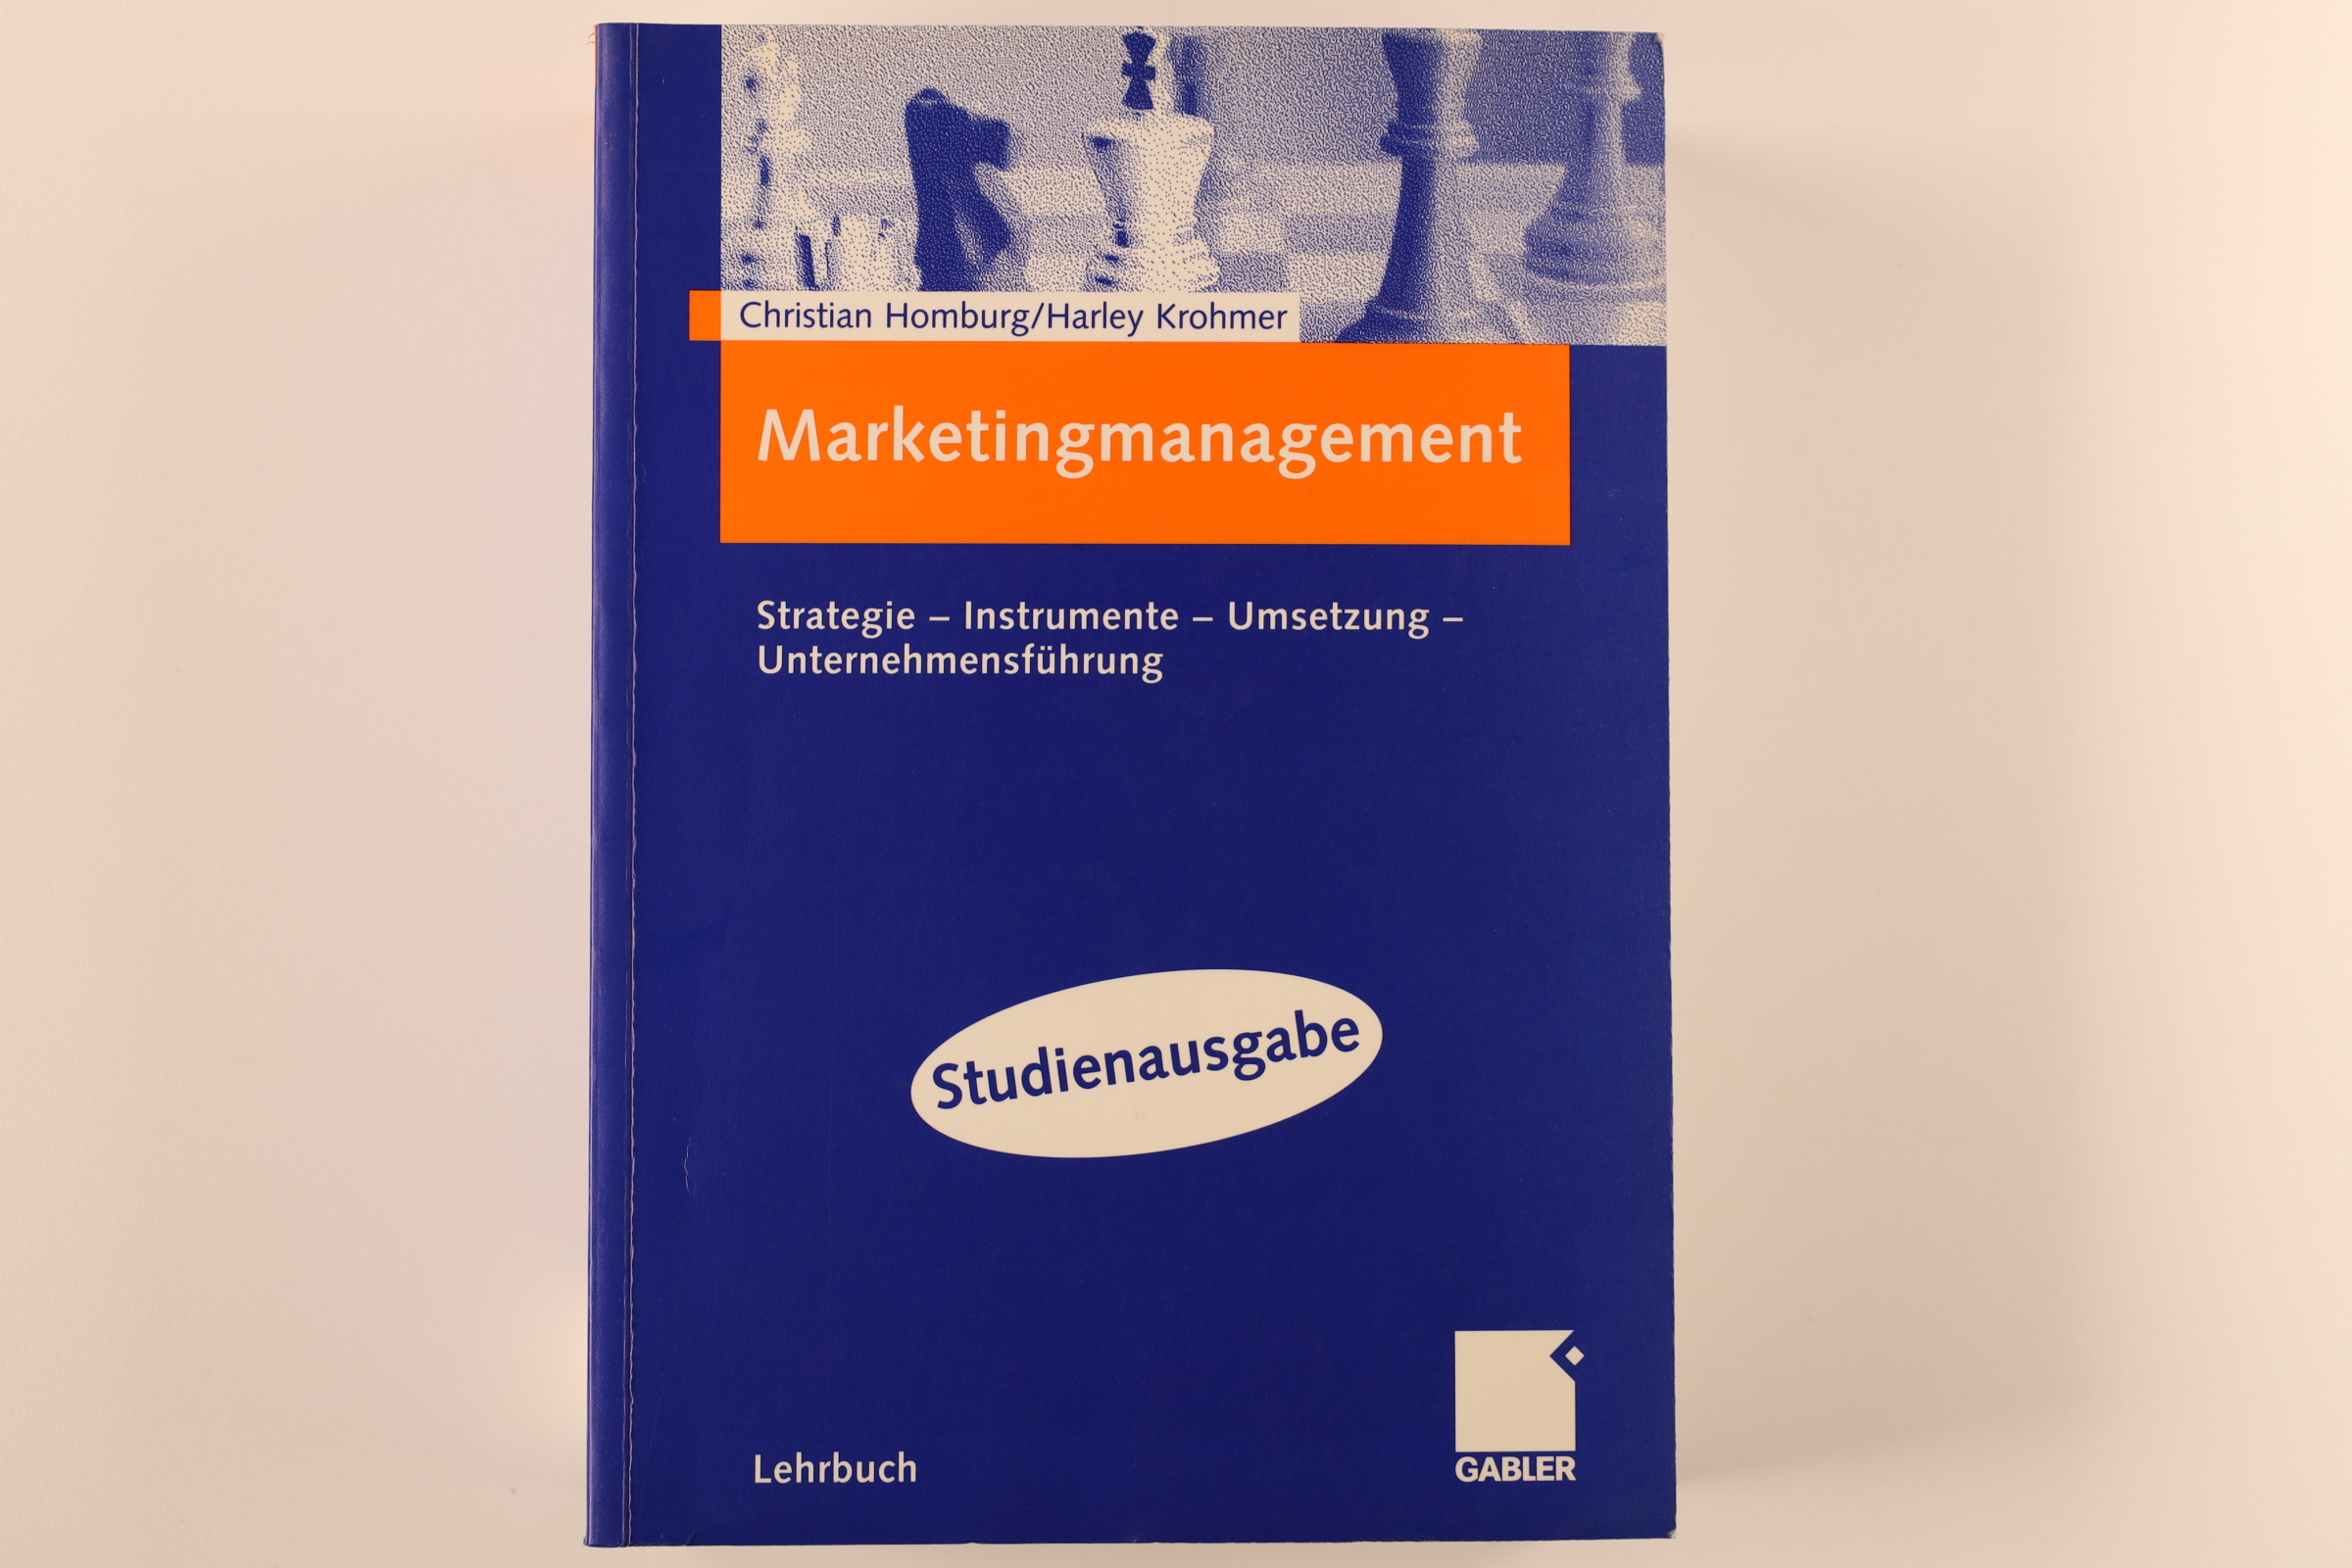 Christian Homburg/Harley Krohmer
Marketingmanagement
Strategie – Instrumente – Umsetzung –
Unternehmensführung
Studienausgabe
Lehrbuch
GABLER